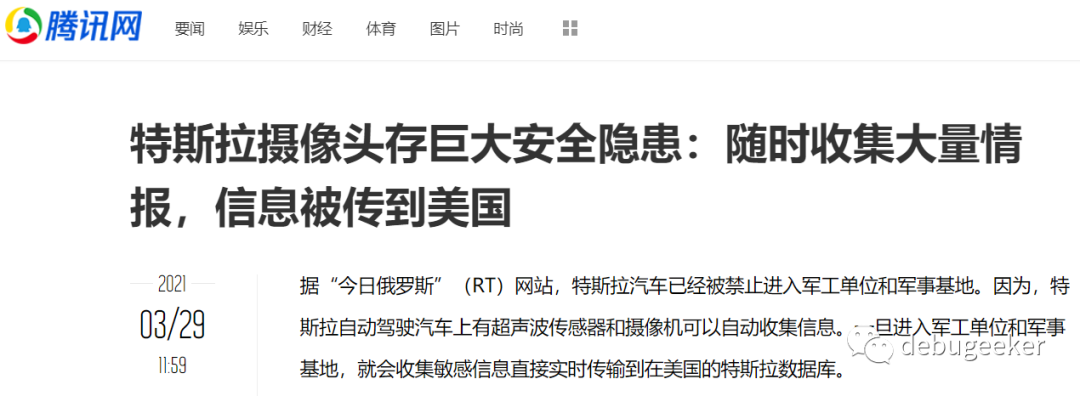 腾讯网 要闻 娱乐 财经 体育 图片 时尚
特斯拉摄像头存巨大安全隐患：随时收集大量情
报，信息被传到美国
2021
03/29
11:59
据“今日俄罗斯”（RT）网站，特斯拉汽车已经被禁止进入军工单位和军事基地。因为，特
斯拉自动驾驶汽车上有超声波传感器和摄像机可以自动收集信息。一旦进入军工单位和军事
基地，就会收集敏感信息直接实时传输到在美国的特斯拉数据库。
debugeeker